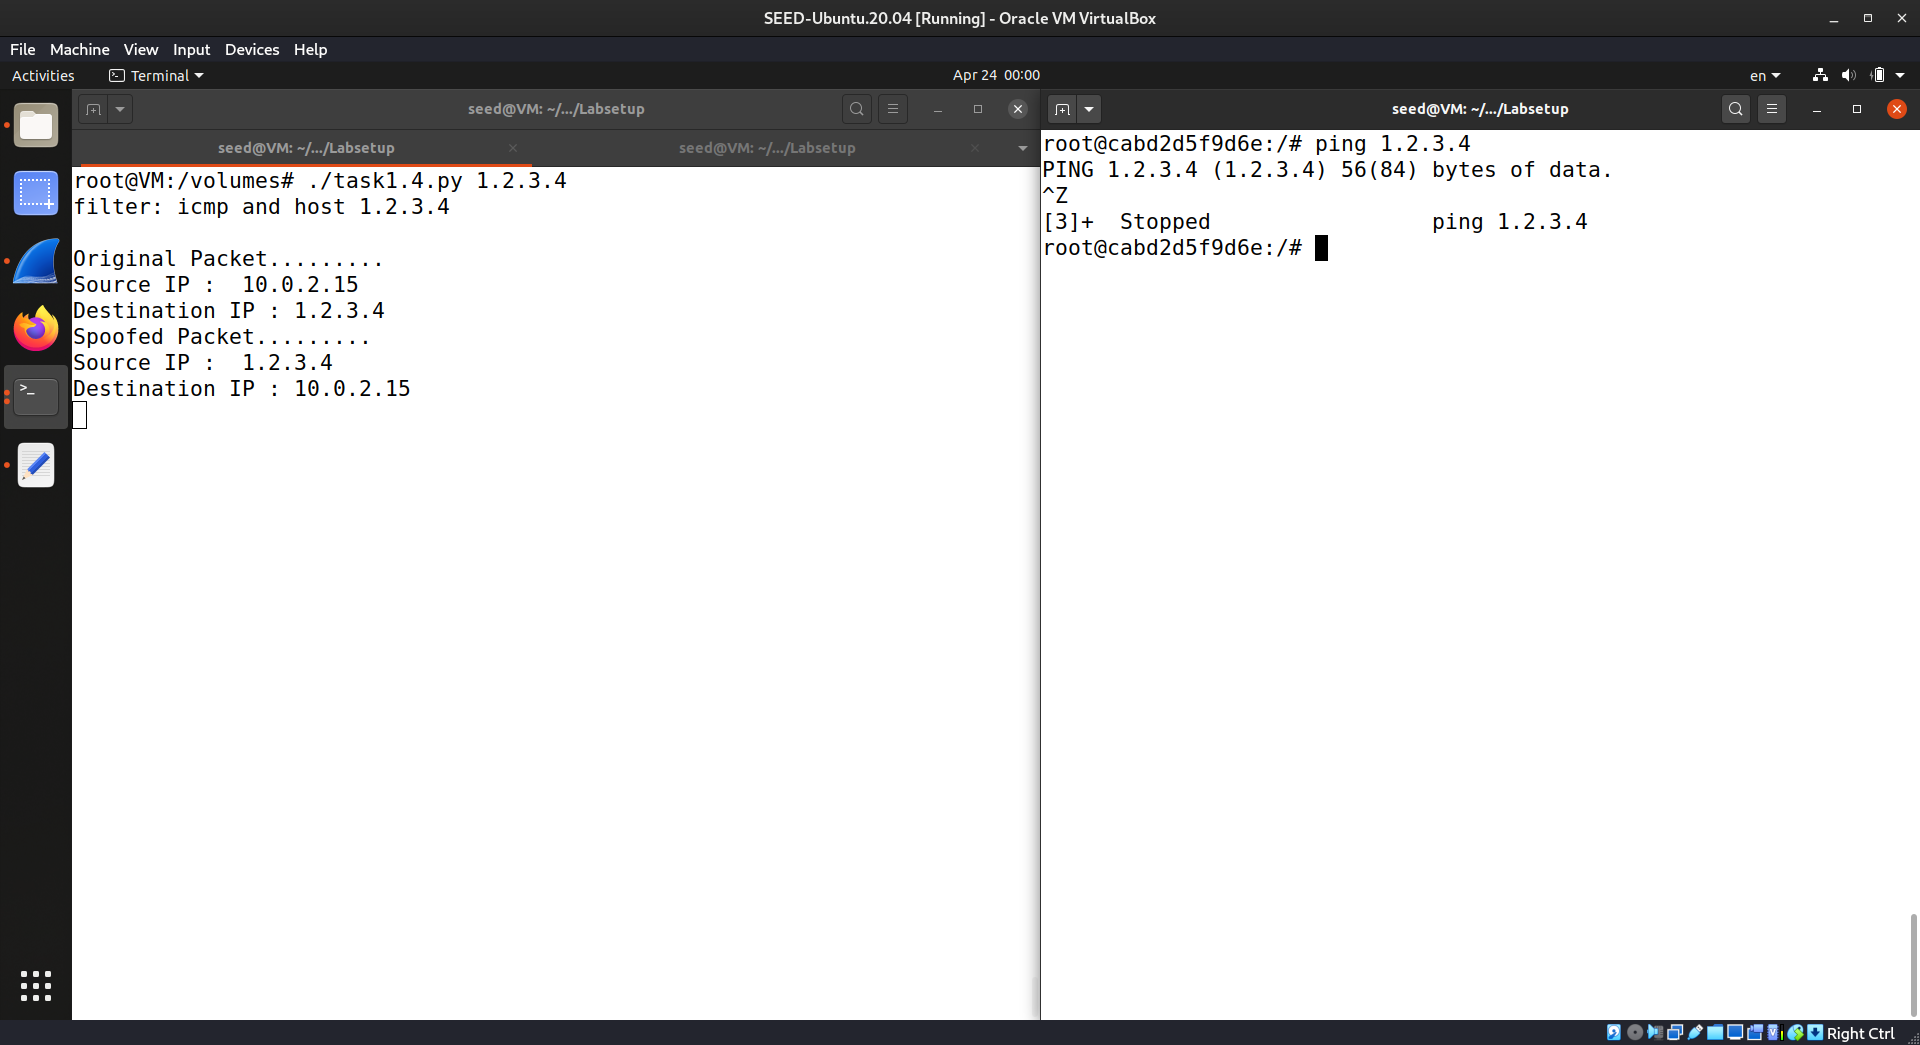 SEED-Ubuntu.20.04 [Running] - Oracle VM VirtualBox
File Machine View Input Devices Help
Activities Terminal Apr 24 00:00 en
seed@VM: ~/.../Labsetup
seed@VM: ~/.../Labsetup seed@VM: ~/.../Labsetup
root@VM:/volumes# ./task1.4.py 1.2.3.4
filter: icmp and host 1.2.3.4
Original Packet.........
Source IP :  10.0.2.15
Destination IP : 1.2.3.4
Spoofed Packet.........
Source IP :  1.2.3.4
Destination IP : 10.0.2.15
seed@VM: ~/.../Labsetup
root@cabd2d5f9d6e:/# ping 1.2.3.4
PING 1.2.3.4 (1.2.3.4) 56(84) bytes of data.
^Z
[3]+  Stopped                 ping 1.2.3.4
root@cabd2d5f9d6e:/#
Right Ctrl